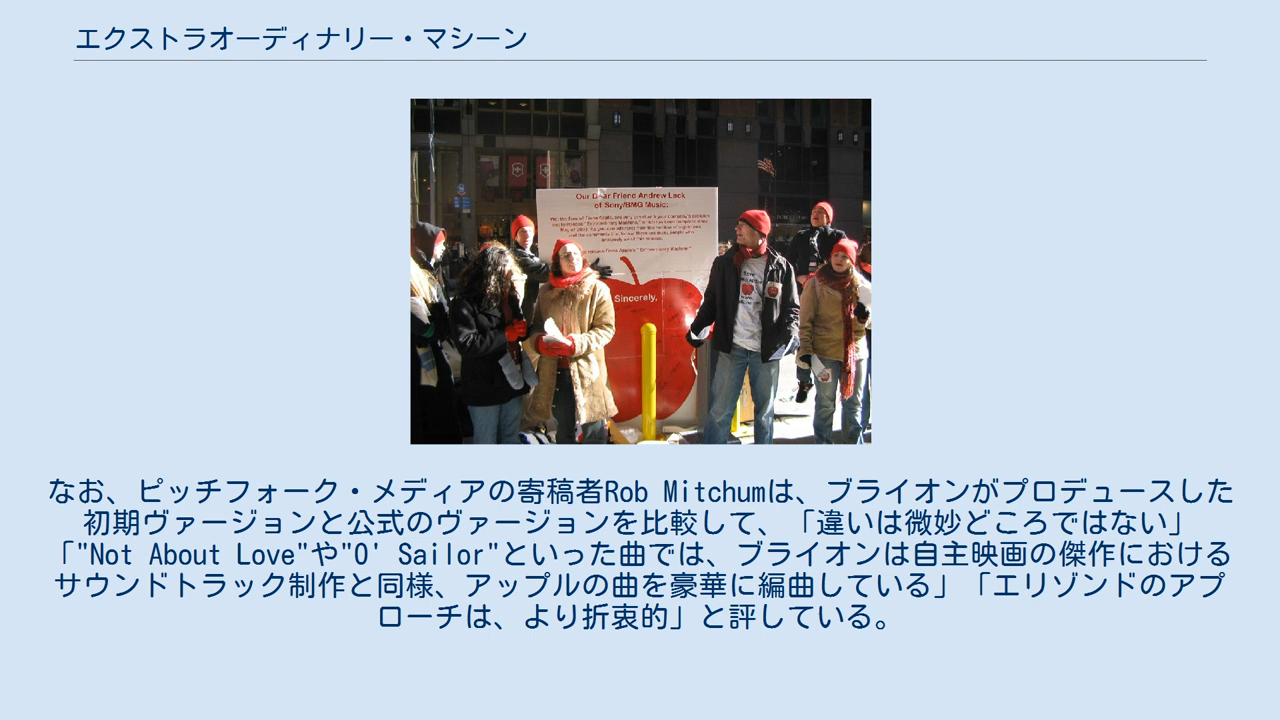 エクストラオーディナリー・マシーン
Our Dear Friend Andrew Lack
of Sony/BMG Music:
Sincerely,
なお、ピッチフォーク・メディアの寄稿者Rob Mitchumは、ブライオンがプロデュースした
初期ヴァージョンと公式のヴァージョンを比較して、「違いは微妙どころではない」
「"Not About Love"や"O' Sailor"といった曲では、ブライオンは自主映画の傑作における
サウンドトラック制作と同様、アップルの曲を豪華に編曲している」「エリゾンドのアプ
ローチは、より折衷的」と評している。